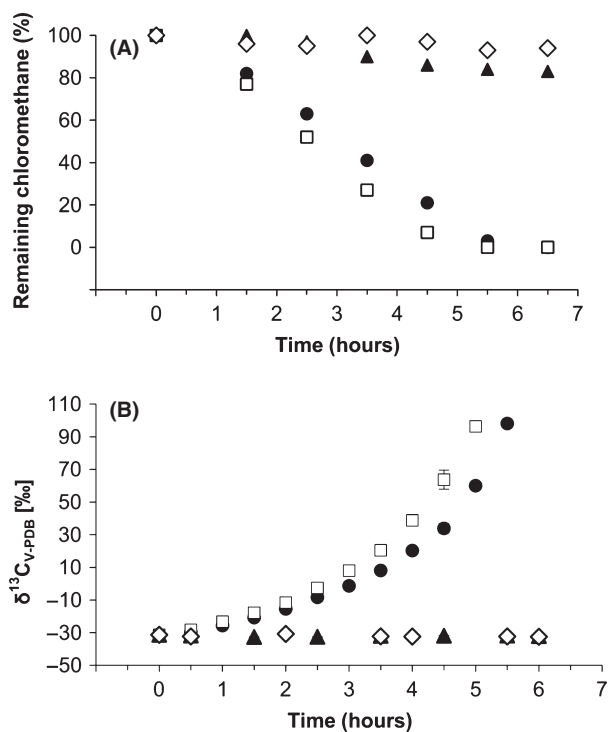 (A)
Remaining chloromethane (%)
100
80
60
40
20
0
0 1 2 3 4 5 6 7
Time (hours)
(B)
δ¹³C V-PDB [‰]
110
90
70
50
30
10
−10
−30
−50
0 1 2 3 4 5 6 7
Time (hours)